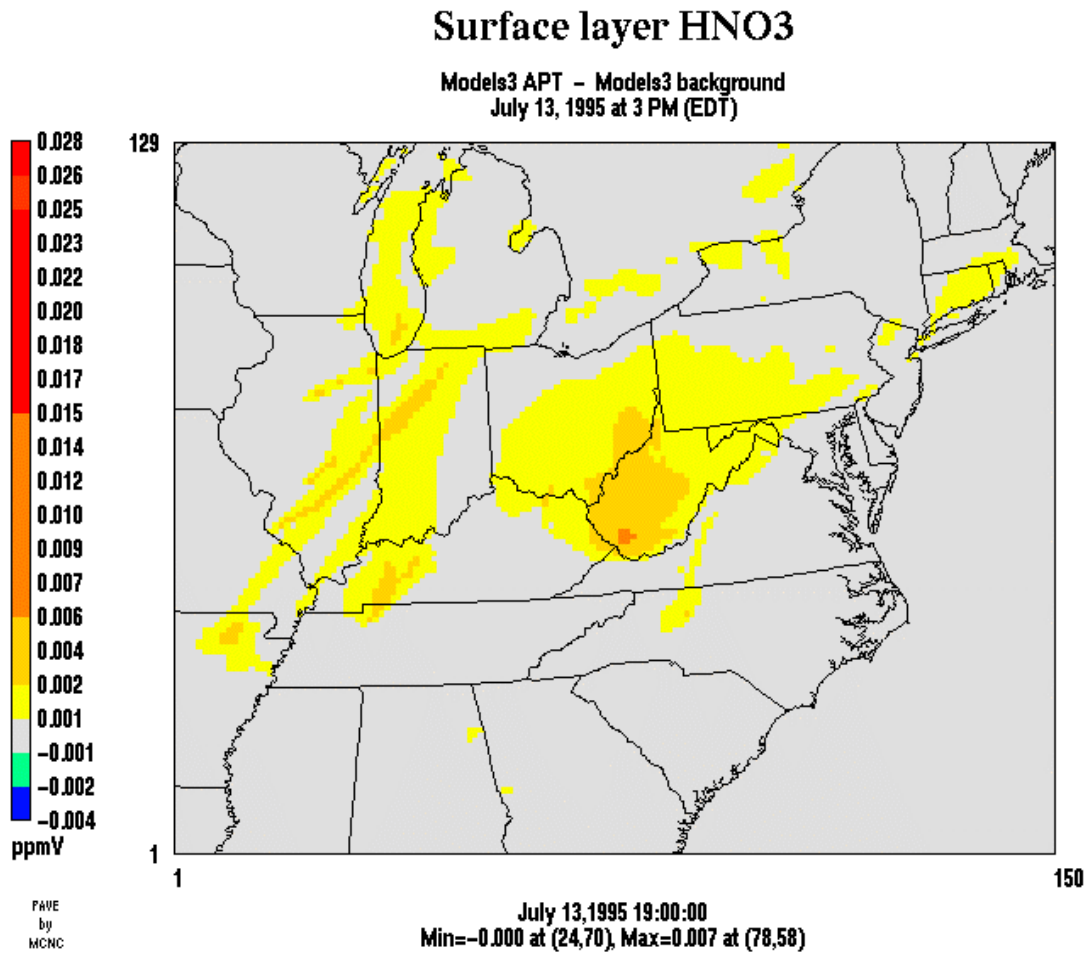 Surface layer HNO3
Models3 APT − Models3 background
July 13, 1995 at 3 PM (EDT)
0.028
0.026
0.025
0.023
0.022
0.020
0.018
0.017
0.015
0.014
0.012
0.010
0.009
0.007
0.006
0.004
0.002
0.001
−0.001
−0.002
−0.004
ppmV
129
1
1
150
PAVE
by
MCNC
July 13,1995 19:00:00
Min=−0.000 at (24,70), Max=0.007 at (78,58)